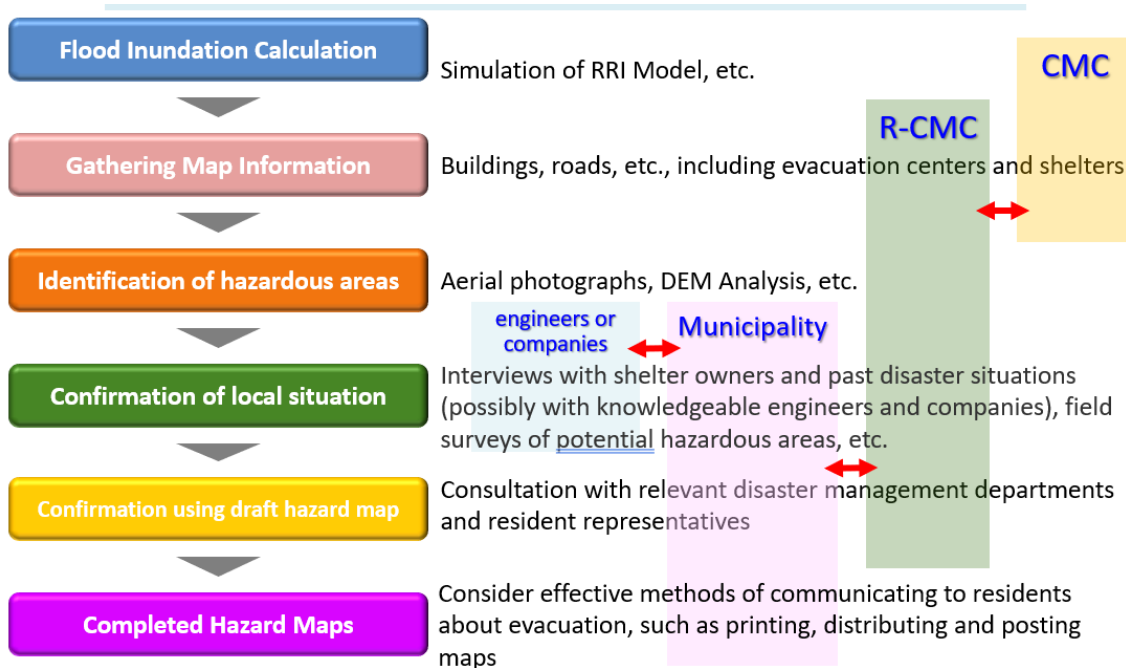 Flood Inundation Calculation
Simulation of RRI Model, etc.
CMC
R-CMC
Gathering Map Information
Buildings, roads, etc., including evacuation centers and shelters
Identification of hazardous areas
Aerial photographs, DEM Analysis, etc.
engineers or
companies
Municipality
Confirmation of local situation
Interviews with shelter owners and past disaster situations
(possibly with knowledgeable engineers and companies), field
surveys of potential hazardous areas, etc.
Confirmation using draft hazard map
Consultation with relevant disaster management departments
and resident representatives
Completed Hazard Maps
Consider effective methods of communicating to residents
about evacuation, such as printing, distributing and posting
maps